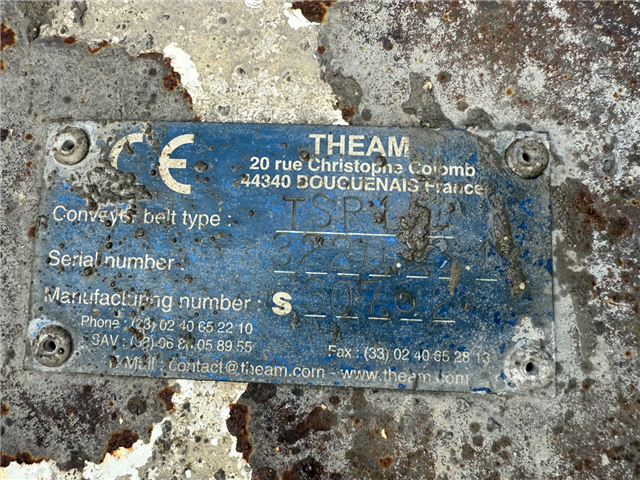 CE
THEAM
20 rue Christophe Colomb
44340 BOUGUENAIS France
Conveyer belt type :
Serial number :
Manufacturing number : S
Phone : (33) 02 40 65 22 10
SAV : (33) 06 05 89 55
Fax : (33) 02 40 65 28 13
E-Mail : contact@theam.com - www.theam.com